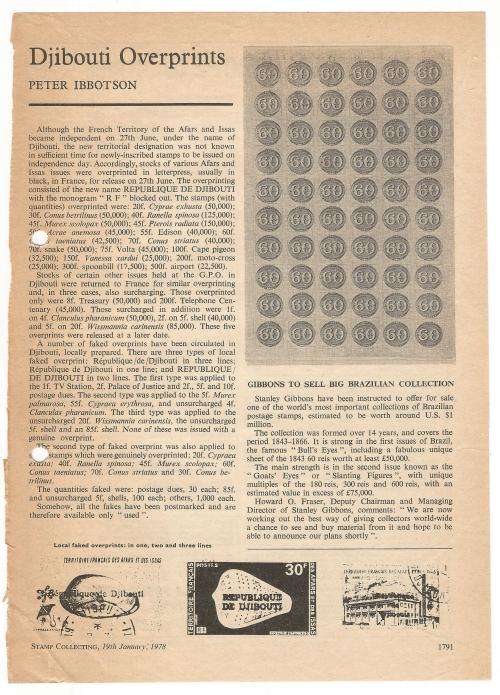 Djibouti Overprints
PETER IBBOTSON
Although the French Territory of the Afars and Issas
became independent on 27th June, under the name of
Djibouti, the new territorial designation was not known
in sufficient time for newly-inscribed stamps to be issued on
independence day. Accordingly, stocks of various Afars and
Issas issues were overprinted in letterpress, usually in
black, in France, for release on 27th June. The overprinting
consisted of the new name REPUBLIQUE DE DJIBOUTI
with the monogram " R F " blocked out. The stamps (with
quantities) overprinted were: 20f. Cypraea exhusta (50,000);
30f. Conus betrilinus (50,000); 40f. Ranella spinosa (125,000);
45f. Murex scolopax (50,000); 45f. Pterois radiata (150,000);
anemosa (45,000); 55f. Edison (40,000); 60f.
taeniatus (42,500); 70f. Conus striatus (40,000);
70f. snake (50,000); 75f. Volta (45,000); 100f. Cape pigeon
(32,500); 150f. Vanessa cardui (25,000); 200f. moto-cross
(25,000); 300f. spoonbill (17,500); 500f. airport (22,500).
Stocks of certain other issues held at the G.P.O. in
Djibouti were returned to France for similar overprinting
and, in three cases, also surcharging. Those overprinted
only were 8f. Treasury (50,000) and 200f. Telephone Cen-
tenary (45,000). Those surcharged in addition were 1f.
on 4f. Clanculus pharaonicum (50,000), 2f. on 5f. shell (40,000)
and 5f. on 20f. Wissmannia carinensis (85,000). These five
overprints were released at a later date.
A number of faked overprints have been circulated in
Djibouti, locally prepared. There are three types of local
faked overprint: République/de/Djibouti in three lines;
République de Djibouti in one line; and REPUBLIQUE
DE DJIBOUTI in two lines. The first type was applied to
the 1f. TV Station, 2f. Palace of Justice and 2f., 5f. and 10f.
postage dues. The second type was applied to the 5f. Murex
palmarosa, 55f. Cypraea erythraea, and unsurcharged 4f.
Clanculus pharaonicum. The third type was applied to the
unsurcharged 20f. Wissmannia carinensis, the unsurcharged
5f. shell and an 85f. shell. None of these was issued with a
genuine overprint.
The second type of faked overprint was also applied to
stamps which were genuinely overprinted: 20f. Cypraea
exusta; 40f. Ranella spinosa; 45f. Murex scolopax; 60f.
Conus taeniatus; 70f. Conus striatus and 30f. Conus be-
trilinus.
The quantities faked were: postage dues, 30 each; 85f.
and unsurcharged 5f. shells, 100 each; others, 1,000 each.
Somehow, all the fakes have been postmarked and are
therefore available only " used ".
GIBBONS TO SELL BIG BRAZILIAN COLLECTION
Stanley Gibbons have been instructed to offer for sale
one of the world's most important collections of Brazilian
postage stamps, estimated to be worth around U.S. $1
million.
The collection was formed over 14 years, and covers the
period 1843–1866. It is strong in the first issues of Brazil,
the famous " Bull's Eyes ", including a fabulous unique
sheet of the 1843 60 reis worth at least £50,000.
The main strength is in the second issue known as the
" Goats' Eyes " or " Slanting Figures ", with unique
multiples of the 180 reis, 300 reis and 600 reis, with an
estimated value in excess of £75,000.
Howard O. Fraser, Deputy Chairman and Managing
Director of Stanley Gibbons, comments: " We are now
working out the best way of giving collectors world-wide
a chance to see and buy material from it and hope to be
able to announce our plans shortly ".
Local faked overprints: in one, two and three lines
TERRITOIRE FRANÇAIS DES AFARS ET DES ISSAS
République de Djibouti
POSTES
30F
REPUBLIQUE
DE DJIBOUTI
TERRITOIRE FRANÇAIS
DES AFARS ET DES ISSAS
STAMP COLLECTING, 19th January, 1978
1791